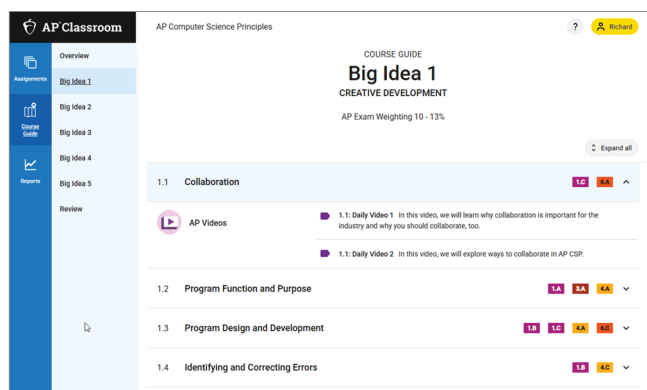 AP Classroom
AP Computer Science Principles
?
Richard
Assignments
Course
Guide
Reports
Overview
Big Idea 1
Big Idea 2
Big Idea 3
Big Idea 4
Big Idea 5
Review
COURSE GUIDE
Big Idea 1
CREATIVE DEVELOPMENT
AP Exam Weighting 10 - 13%
Expand all
1.1 Collaboration 1.C 6.A
AP Videos
1.1: Daily Video 1 In this video, we will learn why collaboration is important for the
industry and why you should collaborate, too.
1.1: Daily Video 2 In this video, we will explore ways to collaborate in AP CSP.
1.2 Program Function and Purpose 1.A 3.A 4.A
1.3 Program Design and Development 1.B 1.C 4.A 6.C
1.4 Identifying and Correcting Errors 1.B 4.C